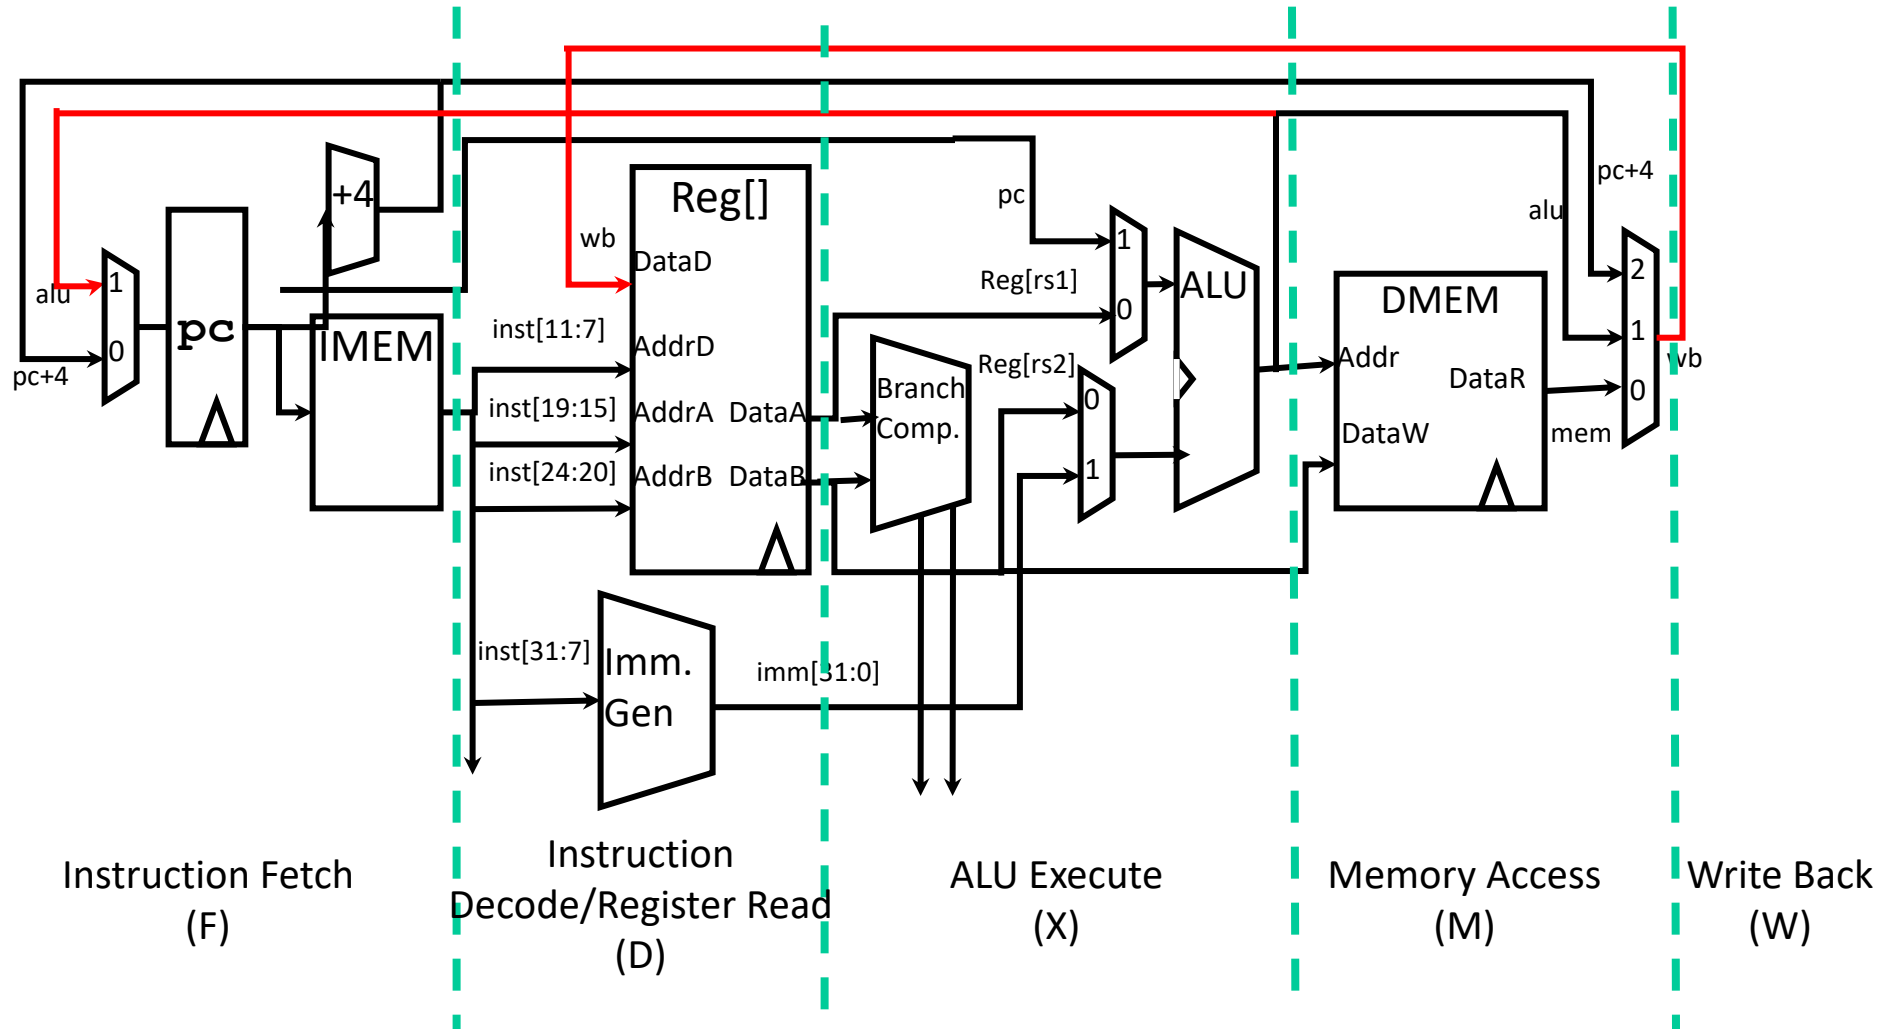 pc+4
alu
+4
pc
Reg[]
wb
DataD
1
2
alu
Reg[rs1]
ALU
DMEM
1
pc
inst[11:7]
AddrD
0
IMEM
0
Addr
1
wb
pc+4
Reg[rs2]
DataR
Branch
Comp.
0
0
inst[19:15]
AddrA
DataA
DataW
mem
inst[24:20]
AddrB
DataB
1
inst[31:7]
Imm.
Gen
imm[31:0]
Instruction Fetch
(F)
Instruction
Decode/Register Read
(D)
ALU Execute
(X)
Memory Access
(M)
Write Back
(W)